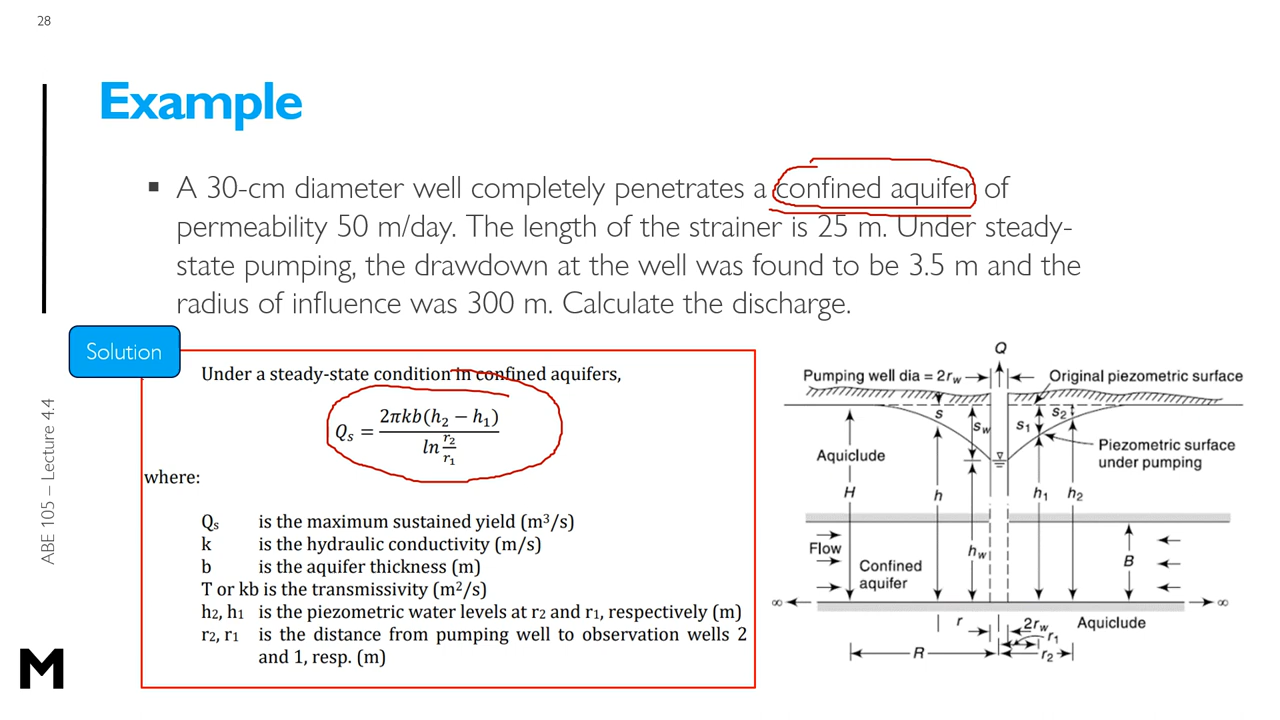 28
Example
▪ A 30-cm diameter well completely penetrates a confined aquifer of
permeability 50 m/day. The length of the strainer is 25 m. Under steady-
state pumping, the drawdown at the well was found to be 3.5 m and the
radius of influence was 300 m. Calculate the discharge.
Solution
Under a steady-state condition in confined aquifers,
Qₛ = 2πkb(h₂ − h₁) / ln r₂/r₁
where:
Qs is the maximum sustained yield (m³/s)
k is the hydraulic conductivity (m/s)
b is the aquifer thickness (m)
T or kb is the transmissivity (m²/s)
h₂, h₁ is the piezometric water levels at r₂ and r₁, respectively (m)
r₂, r₁ is the distance from pumping well to observation wells 2
and 1, resp. (m)
Q
Pumping well dia = 2r_w
Original piezometric surface
s
s_w
s₁
s₂
Piezometric surface
under pumping
Aquiclude
H
h
h₁
h₂
Flow
h_w
B
Confined
aquifer
∞
∞
r
2r_w
r₁
Aquiclude
R
r₂
ABE 105 – Lecture 4.4
M